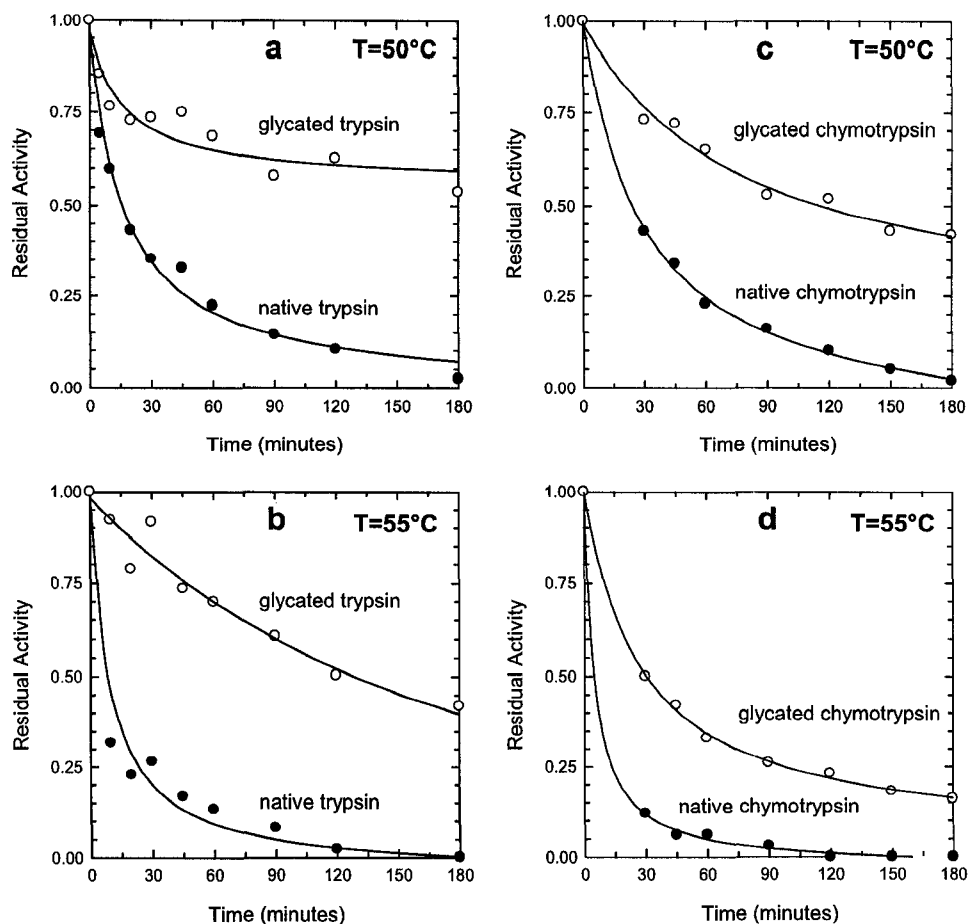 a T=50°C
1.00
0.75
0.50
0.25
0.00
Residual Activity
glycated trypsin
native trypsin
0 30 60 90 120 150 180
Time (minutes)
c T=50°C
1.00
0.75
0.50
0.25
0.00
Residual Activity
glycated chymotrypsin
native chymotrypsin
0 30 60 90 120 150 180
Time (minutes)
b T=55°C
1.00
0.75
0.50
0.25
0.00
Residual Activity
glycated trypsin
native trypsin
0 30 60 90 120 150 180
Time (minutes)
d T=55°C
1.00
0.75
0.50
0.25
0.00
Residual Activity
glycated chymotrypsin
native chymotrypsin
0 30 60 90 120 150 180
Time (minutes)